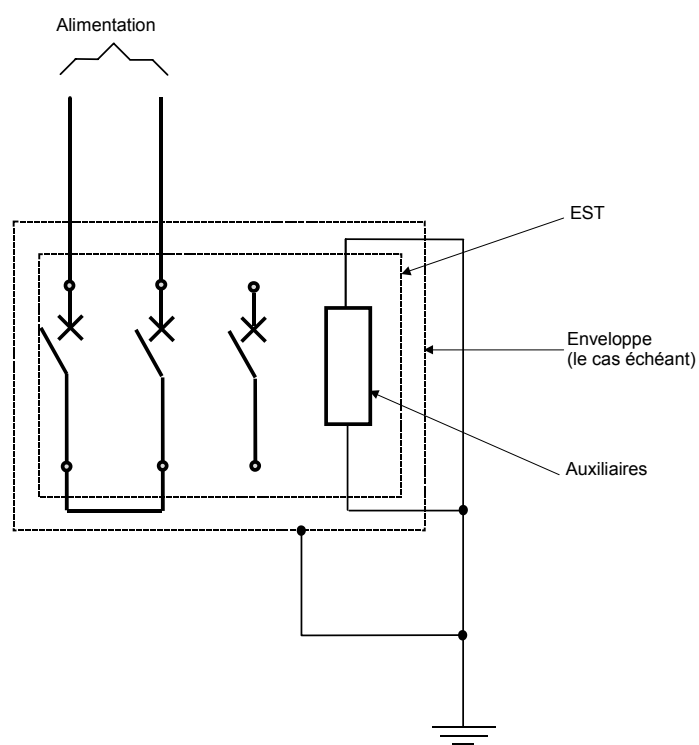 Alimentation
EST
Enveloppe
(le cas échéant)
Auxiliaires